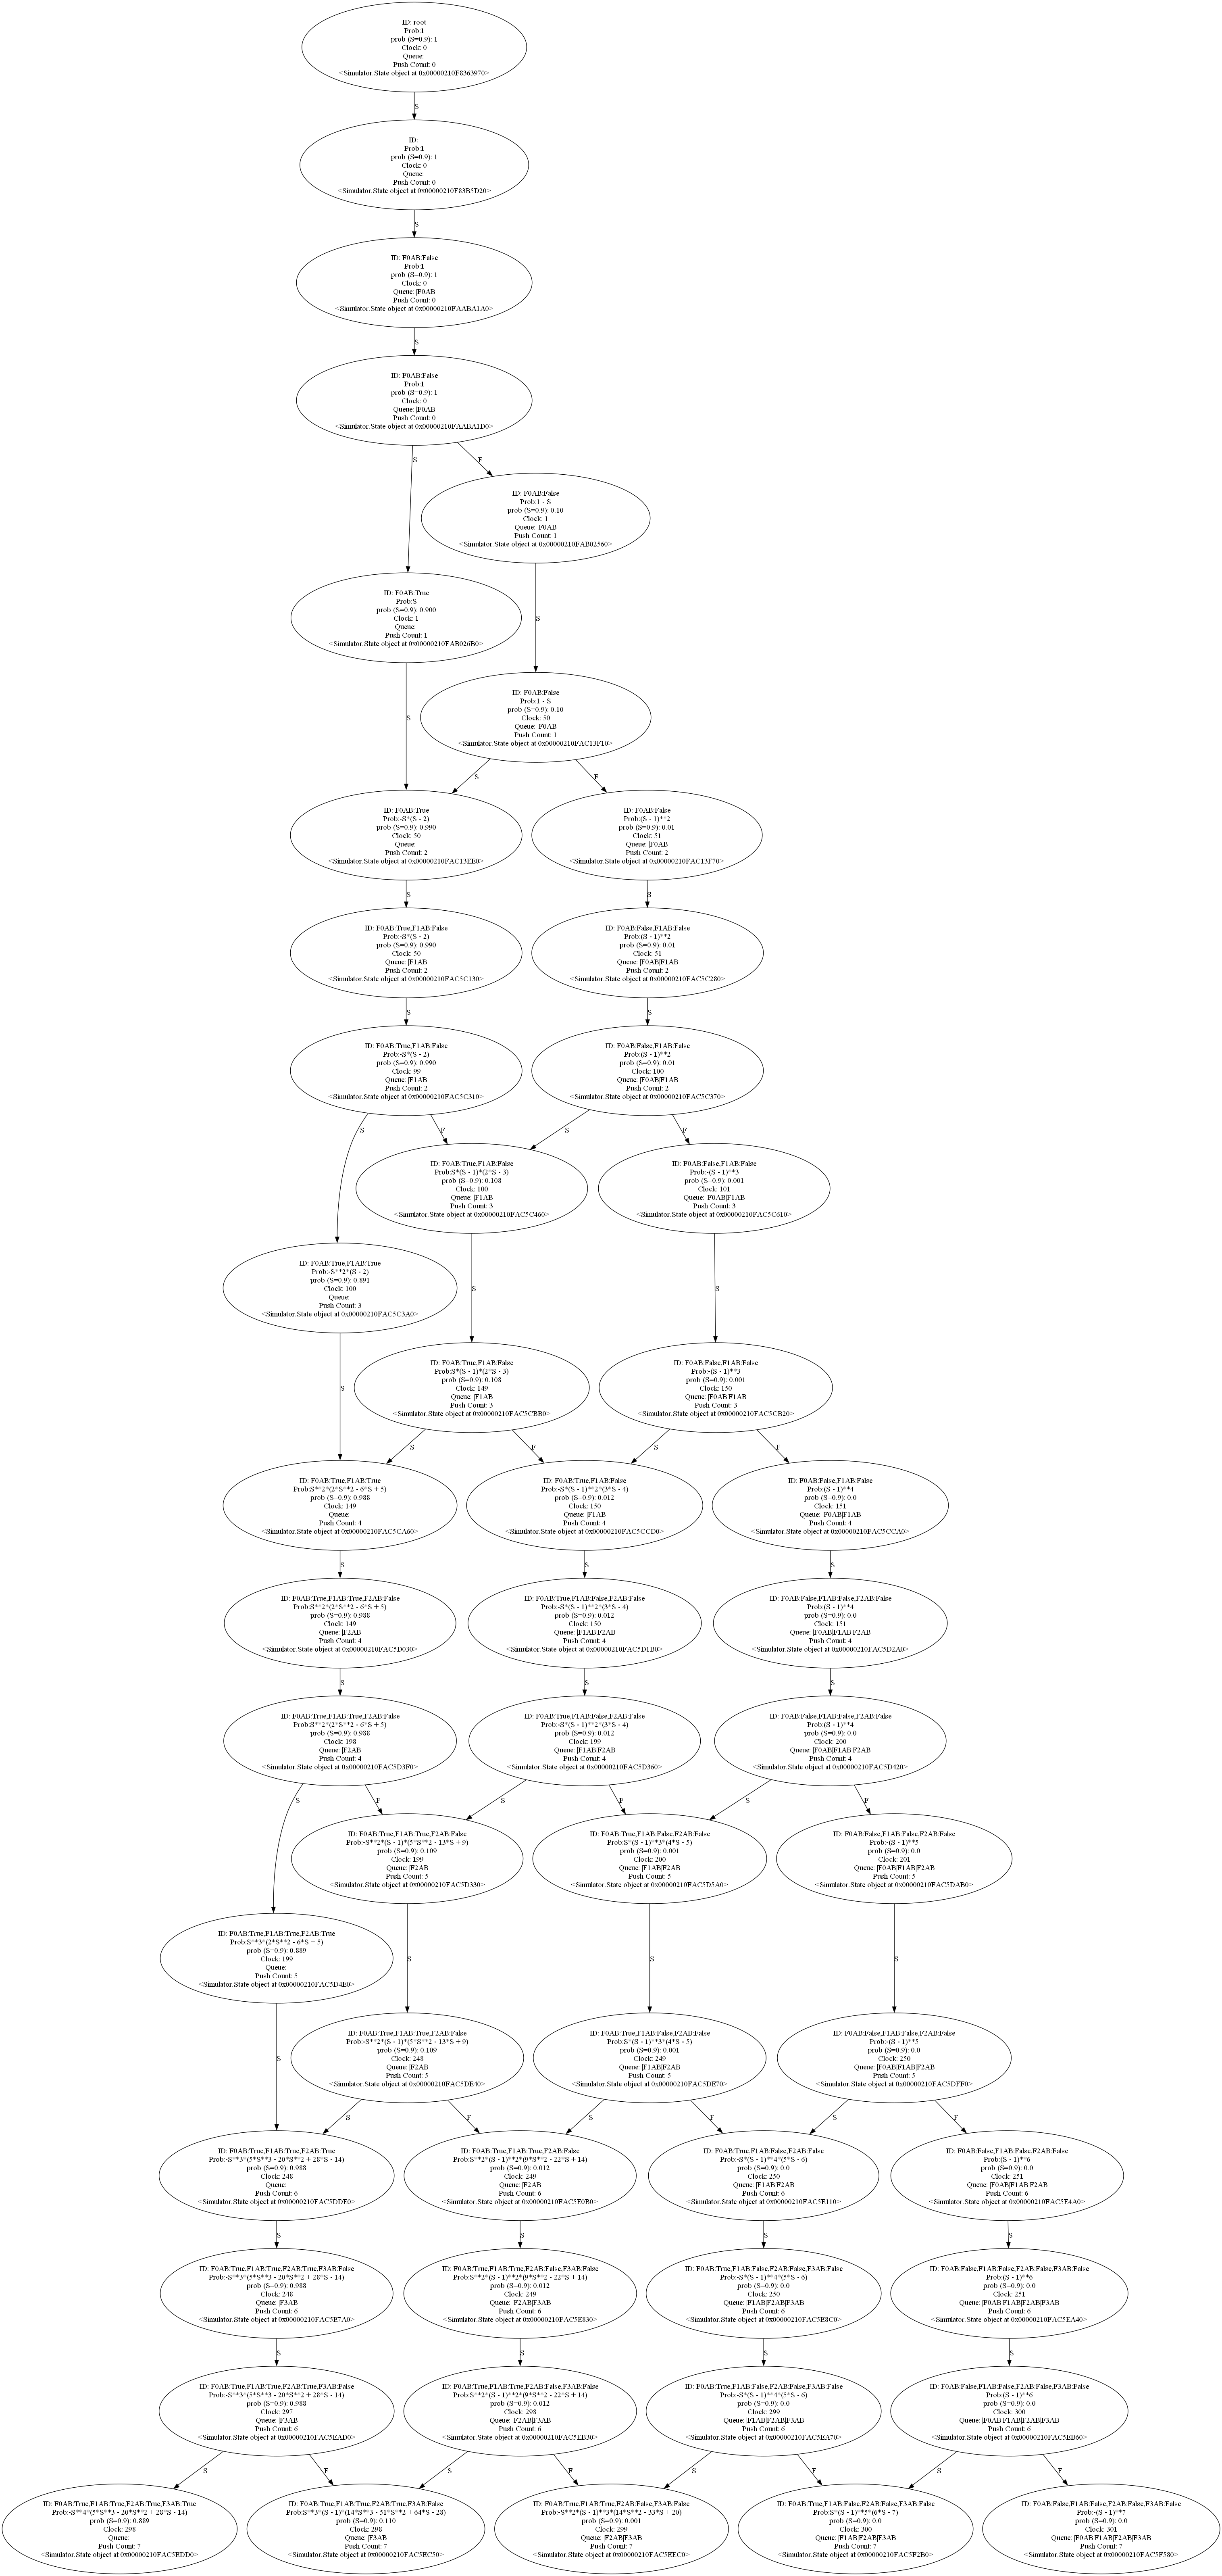 ID: root
Prob:1
prob (S=0.9): 1
Clock: 0
Queue:
Push Count: 0
<Simulator.State object at 0x00000210F8363970>
S
ID:
Prob:1
prob (S=0.9): 1
Clock: 0
Queue:
Push Count: 0
<Simulator.State object at 0x00000210F83B5D20>
S
ID: F0AB:False
Prob:1
prob (S=0.9): 1
Clock: 0
Queue: |F0AB
Push Count: 0
<Simulator.State object at 0x00000210FAABA1A0>
S
ID: F0AB:False
Prob:1
prob (S=0.9): 1
Clock: 0
Queue: |F0AB
Push Count: 0
<Simulator.State object at 0x00000210FAABA1D0>
S
F
ID: F0AB:False
Prob:1 - S
prob (S=0.9): 0.10
Clock: 1
Queue: |F0AB
Push Count: 1
<Simulator.State object at 0x00000210FAB02560>
ID: F0AB:True
Prob:S
prob (S=0.9): 0.900
Clock: 1
Queue:
Push Count: 1
<Simulator.State object at 0x00000210FAB026B0>
S
ID: F0AB:False
Prob:1 - S
prob (S=0.9): 0.10
Clock: 50
Queue: |F0AB
Push Count: 1
<Simulator.State object at 0x00000210FAC13F10>
S
S
F
ID: F0AB:True
Prob:-S*(S - 2)
prob (S=0.9): 0.990
Clock: 50
Queue:
Push Count: 2
<Simulator.State object at 0x00000210FAC13EE0>
ID: F0AB:False
Prob:(S - 1)**2
prob (S=0.9): 0.01
Clock: 51
Queue: |F0AB
Push Count: 2
<Simulator.State object at 0x00000210FAC13F70>
S
S
ID: F0AB:True,F1AB:False
Prob:-S*(S - 2)
prob (S=0.9): 0.990
Clock: 50
Queue: |F1AB
Push Count: 2
<Simulator.State object at 0x00000210FAC5C130>
ID: F0AB:False,F1AB:False
Prob:(S - 1)**2
prob (S=0.9): 0.01
Clock: 51
Queue: |F0AB|F1AB
Push Count: 2
<Simulator.State object at 0x00000210FAC5C280>
S
S
ID: F0AB:True,F1AB:False
Prob:-S*(S - 2)
prob (S=0.9): 0.990
Clock: 99
Queue: |F1AB
Push Count: 2
<Simulator.State object at 0x00000210FAC5C310>
ID: F0AB:False,F1AB:False
Prob:(S - 1)**2
prob (S=0.9): 0.01
Clock: 100
Queue: |F0AB|F1AB
Push Count: 2
<Simulator.State object at 0x00000210FAC5C370>
S
F
S
F
ID: F0AB:True,F1AB:False
Prob:S*(S - 1)*(2*S - 3)
prob (S=0.9): 0.108
Clock: 100
Queue: |F1AB
Push Count: 3
<Simulator.State object at 0x00000210FAC5C460>
ID: F0AB:False,F1AB:False
Prob:-(S - 1)**3
prob (S=0.9): 0.001
Clock: 101
Queue: |F0AB|F1AB
Push Count: 3
<Simulator.State object at 0x00000210FAC5C610>
ID: F0AB:True,F1AB:True
Prob:-S**2*(S - 2)
prob (S=0.9): 0.891
Clock: 100
Queue:
Push Count: 3
<Simulator.State object at 0x00000210FAC5C3A0>
S
S
ID: F0AB:True,F1AB:False
Prob:S*(S - 1)*(2*S - 3)
prob (S=0.9): 0.108
Clock: 149
Queue: |F1AB
Push Count: 3
<Simulator.State object at 0x00000210FAC5CBB0>
ID: F0AB:False,F1AB:False
Prob:-(S - 1)**3
prob (S=0.9): 0.001
Clock: 150
Queue: |F0AB|F1AB
Push Count: 3
<Simulator.State object at 0x00000210FAC5CB20>
S
S
F
S
F
ID: F0AB:True,F1AB:True
Prob:S**2*(2*S**2 - 6*S + 5)
prob (S=0.9): 0.988
Clock: 149
Queue:
Push Count: 4
<Simulator.State object at 0x00000210FAC5CA60>
ID: F0AB:True,F1AB:False
Prob:-S*(S - 1)**2*(3*S - 4)
prob (S=0.9): 0.012
Clock: 150
Queue: |F1AB
Push Count: 4
<Simulator.State object at 0x00000210FAC5CCD0>
ID: F0AB:False,F1AB:False
Prob:(S - 1)**4
prob (S=0.9): 0.0
Clock: 151
Queue: |F0AB|F1AB
Push Count: 4
<Simulator.State object at 0x00000210FAC5CCA0>
S
S
S
ID: F0AB:True,F1AB:True,F2AB:False
Prob:S**2*(2*S**2 - 6*S + 5)
prob (S=0.9): 0.988
Clock: 149
Queue: |F2AB
Push Count: 4
<Simulator.State object at 0x00000210FAC5D030>
ID: F0AB:True,F1AB:False,F2AB:False
Prob:-S*(S - 1)**2*(3*S - 4)
prob (S=0.9): 0.012
Clock: 150
Queue: |F1AB|F2AB
Push Count: 4
<Simulator.State object at 0x00000210FAC5D1B0>
ID: F0AB:False,F1AB:False,F2AB:False
Prob:(S - 1)**4
prob (S=0.9): 0.0
Clock: 151
Queue: |F0AB|F1AB|F2AB
Push Count: 4
<Simulator.State object at 0x00000210FAC5D2A0>
S
S
S
ID: F0AB:True,F1AB:True,F2AB:False
Prob:S**2*(2*S**2 - 6*S + 5)
prob (S=0.9): 0.988
Clock: 198
Queue: |F2AB
Push Count: 4
<Simulator.State object at 0x00000210FAC5D3F0>
ID: F0AB:True,F1AB:False,F2AB:False
Prob:-S*(S - 1)**2*(3*S - 4)
prob (S=0.9): 0.012
Clock: 199
Queue: |F1AB|F2AB
Push Count: 4
<Simulator.State object at 0x00000210FAC5D360>
ID: F0AB:False,F1AB:False,F2AB:False
Prob:(S - 1)**4
prob (S=0.9): 0.0
Clock: 200
Queue: |F0AB|F1AB|F2AB
Push Count: 4
<Simulator.State object at 0x00000210FAC5D420>
S
F
S
F
S
F
ID: F0AB:True,F1AB:True,F2AB:False
Prob:-S**2*(S - 1)*(5*S**2 - 13*S + 9)
prob (S=0.9): 0.109
Clock: 199
Queue: |F2AB
Push Count: 5
<Simulator.State object at 0x00000210FAC5D330>
ID: F0AB:True,F1AB:False,F2AB:False
Prob:S*(S - 1)**3*(4*S - 5)
prob (S=0.9): 0.001
Clock: 200
Queue: |F1AB|F2AB
Push Count: 5
<Simulator.State object at 0x00000210FAC5D5A0>
ID: F0AB:False,F1AB:False,F2AB:False
Prob:-(S - 1)**5
prob (S=0.9): 0.0
Clock: 201
Queue: |F0AB|F1AB|F2AB
Push Count: 5
<Simulator.State object at 0x00000210FAC5DAB0>
ID: F0AB:True,F1AB:True,F2AB:True
Prob:S**3*(2*S**2 - 6*S + 5)
prob (S=0.9): 0.889
Clock: 199
Queue:
Push Count: 5
<Simulator.State object at 0x00000210FAC5D4E0>
S
S
S
ID: F0AB:True,F1AB:True,F2AB:False
Prob:-S**2*(S - 1)*(5*S**2 - 13*S + 9)
prob (S=0.9): 0.109
Clock: 248
Queue: |F2AB
Push Count: 5
<Simulator.State object at 0x00000210FAC5DE40>
ID: F0AB:True,F1AB:False,F2AB:False
Prob:S*(S - 1)**3*(4*S - 5)
prob (S=0.9): 0.001
Clock: 249
Queue: |F1AB|F2AB
Push Count: 5
<Simulator.State object at 0x00000210FAC5DE70>
ID: F0AB:False,F1AB:False,F2AB:False
Prob:-(S - 1)**5
prob (S=0.9): 0.0
Clock: 250
Queue: |F0AB|F1AB|F2AB
Push Count: 5
<Simulator.State object at 0x00000210FAC5DFF0>
S
S
F
S
F
S
F
ID: F0AB:True,F1AB:True,F2AB:True
Prob:-S**3*(5*S**3 - 20*S**2 + 28*S - 14)
prob (S=0.9): 0.988
Clock: 248
Queue:
Push Count: 6
<Simulator.State object at 0x00000210FAC5DDE0>
ID: F0AB:True,F1AB:True,F2AB:False
Prob:S**2*(S - 1)**2*(9*S**2 - 22*S + 14)
prob (S=0.9): 0.012
Clock: 249
Queue: |F2AB
Push Count: 6
<Simulator.State object at 0x00000210FAC5E0B0>
ID: F0AB:True,F1AB:False,F2AB:False
Prob:-S*(S - 1)**4*(5*S - 6)
prob (S=0.9): 0.0
Clock: 250
Queue: |F1AB|F2AB
Push Count: 6
<Simulator.State object at 0x00000210FAC5E110>
ID: F0AB:False,F1AB:False,F2AB:False
Prob:(S - 1)**6
prob (S=0.9): 0.0
Clock: 251
Queue: |F0AB|F1AB|F2AB
Push Count: 6
<Simulator.State object at 0x00000210FAC5E4A0>
S
S
S
S
ID: F0AB:True,F1AB:True,F2AB:True,F3AB:False
Prob:-S**3*(5*S**3 - 20*S**2 + 28*S - 14)
prob (S=0.9): 0.988
Clock: 248
Queue: |F3AB
Push Count: 6
<Simulator.State object at 0x00000210FAC5E7A0>
ID: F0AB:True,F1AB:True,F2AB:False,F3AB:False
Prob:S**2*(S - 1)**2*(9*S**2 - 22*S + 14)
prob (S=0.9): 0.012
Clock: 249
Queue: |F2AB|F3AB
Push Count: 6
<Simulator.State object at 0x00000210FAC5E830>
ID: F0AB:True,F1AB:False,F2AB:False,F3AB:False
Prob:-S*(S - 1)**4*(5*S - 6)
prob (S=0.9): 0.0
Clock: 250
Queue: |F1AB|F2AB|F3AB
Push Count: 6
<Simulator.State object at 0x00000210FAC5E8C0>
ID: F0AB:False,F1AB:False,F2AB:False,F3AB:False
Prob:(S - 1)**6
prob (S=0.9): 0.0
Clock: 251
Queue: |F0AB|F1AB|F2AB|F3AB
Push Count: 6
<Simulator.State object at 0x00000210FAC5EA40>
S
S
S
S
ID: F0AB:True,F1AB:True,F2AB:True,F3AB:False
Prob:-S**3*(5*S**3 - 20*S**2 + 28*S - 14)
prob (S=0.9): 0.988
Clock: 297
Queue: |F3AB
Push Count: 6
<Simulator.State object at 0x00000210FAC5EAD0>
ID: F0AB:True,F1AB:True,F2AB:False,F3AB:False
Prob:S**2*(S - 1)**2*(9*S**2 - 22*S + 14)
prob (S=0.9): 0.012
Clock: 298
Queue: |F2AB|F3AB
Push Count: 6
<Simulator.State object at 0x00000210FAC5EB30>
ID: F0AB:True,F1AB:False,F2AB:False,F3AB:False
Prob:-S*(S - 1)**4*(5*S - 6)
prob (S=0.9): 0.0
Clock: 299
Queue: |F1AB|F2AB|F3AB
Push Count: 6
<Simulator.State object at 0x00000210FAC5EA70>
ID: F0AB:False,F1AB:False,F2AB:False,F3AB:False
Prob:(S - 1)**6
prob (S=0.9): 0.0
Clock: 300
Queue: |F0AB|F1AB|F2AB|F3AB
Push Count: 6
<Simulator.State object at 0x00000210FAC5EB60>
S
F
S
F
S
F
S
F
ID: F0AB:True,F1AB:True,F2AB:True,F3AB:True
Prob:-S**4*(5*S**3 - 20*S**2 + 28*S - 14)
prob (S=0.9): 0.889
Clock: 298
Queue:
Push Count: 7
<Simulator.State object at 0x00000210FAC5EDD0>
ID: F0AB:True,F1AB:True,F2AB:True,F3AB:False
Prob:S**3*(S - 1)*(14*S**3 - 51*S**2 + 64*S - 28)
prob (S=0.9): 0.110
Clock: 298
Queue: |F3AB
Push Count: 7
<Simulator.State object at 0x00000210FAC5EC50>
ID: F0AB:True,F1AB:True,F2AB:False,F3AB:False
Prob:-S**2*(S - 1)**3*(14*S**2 - 33*S + 20)
prob (S=0.9): 0.001
Clock: 299
Queue: |F2AB|F3AB
Push Count: 7
<Simulator.State object at 0x00000210FAC5EEC0>
ID: F0AB:True,F1AB:False,F2AB:False,F3AB:False
Prob:S*(S - 1)**5*(6*S - 7)
prob (S=0.9): 0.0
Clock: 300
Queue: |F1AB|F2AB|F3AB
Push Count: 7
<Simulator.State object at 0x00000210FAC5F2B0>
ID: F0AB:False,F1AB:False,F2AB:False,F3AB:False
Prob:-(S - 1)**7
prob (S=0.9): 0.0
Clock: 301
Queue: |F0AB|F1AB|F2AB|F3AB
Push Count: 7
<Simulator.State object at 0x00000210FAC5F580>